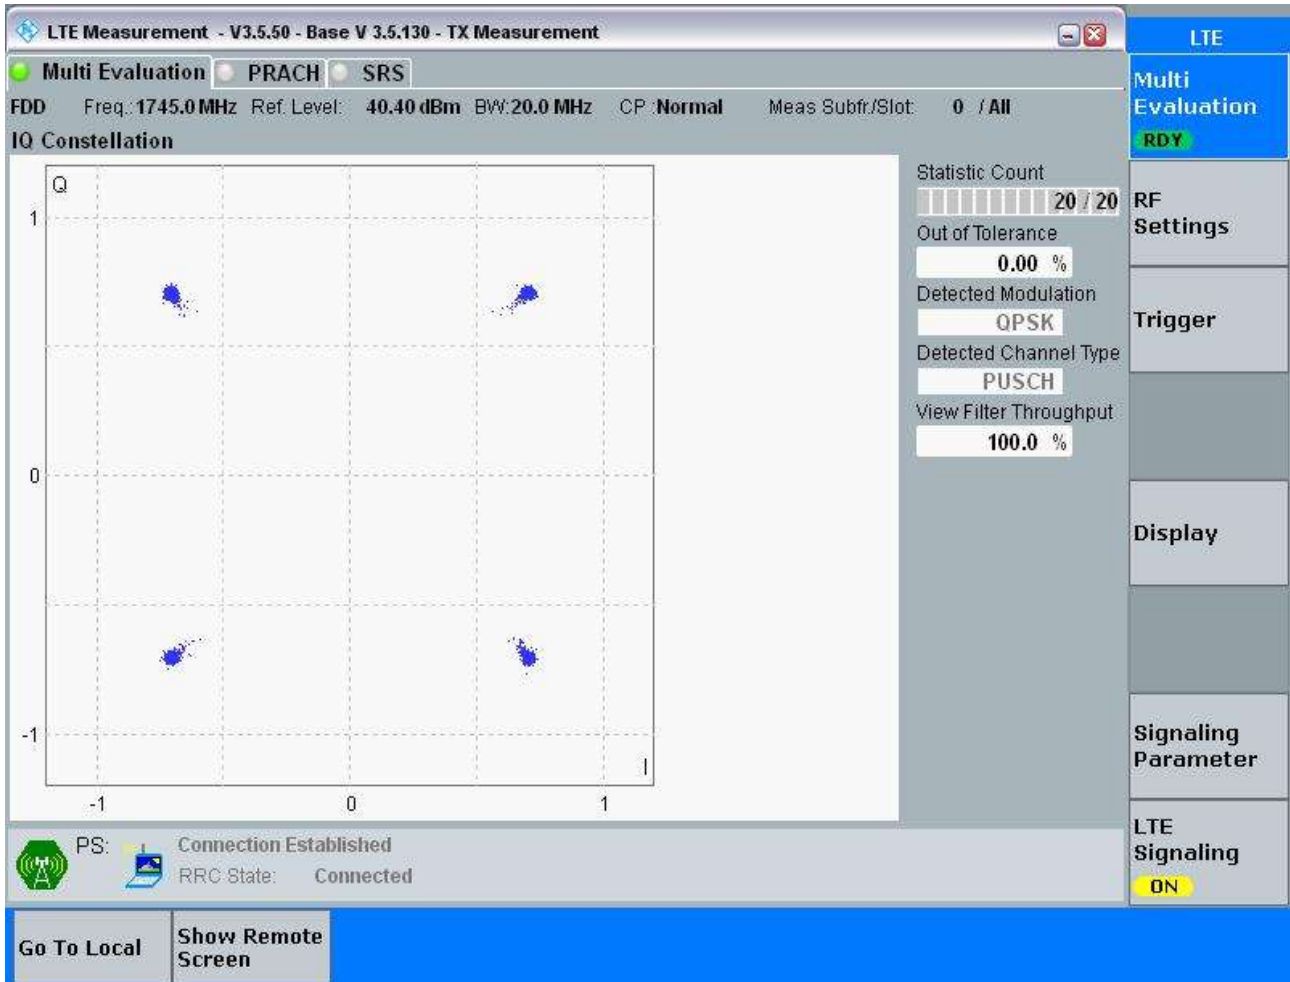 LTE Measurement - V3.5.50 - Base V 3.5.130 - TX Measurement
LTE
Multi Evaluation PRACH SRS
Multi
Evaluation
RDY
FDD Freq.:1745.0 MHz Ref. Level: 40.40 dBm BW:20.0 MHz CP :Normal Meas Subfr./Slot: 0 / All
IQ Constellation
Q
1
0
-1
I
-1 0 1
Statistic Count
20 / 20
Out of Tolerance
0.00 %
Detected Modulation
QPSK
Detected Channel Type
PUSCH
View Filter Throughput
100.0 %
RF
Settings
Trigger
Display
Signaling
Parameter
LTE
Signaling
ON
PS: Connection Established
RRC State: Connected
Go To Local
Show Remote
Screen